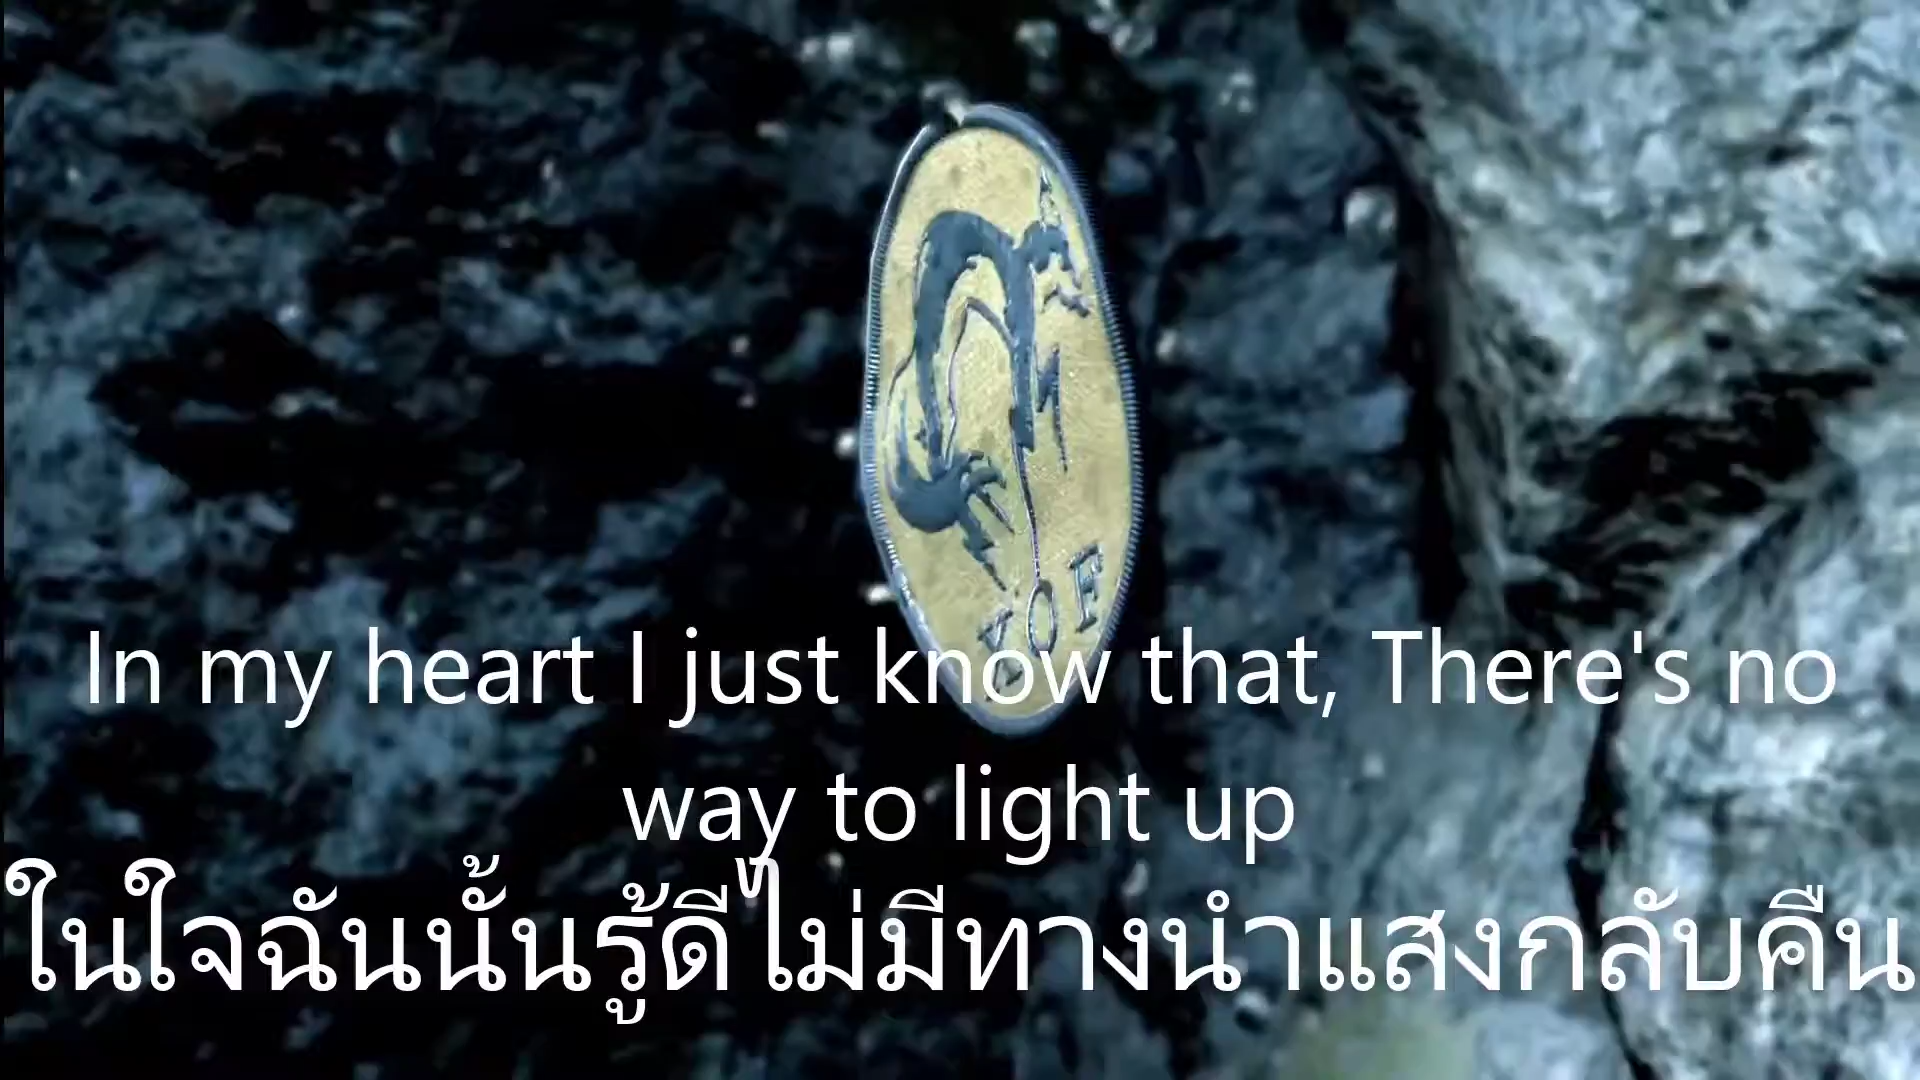 In my heart I just know that, There's no
way to light up
ในใจฉันนั้นรู้ดีไม่มีทางนำแสงกลับคืน